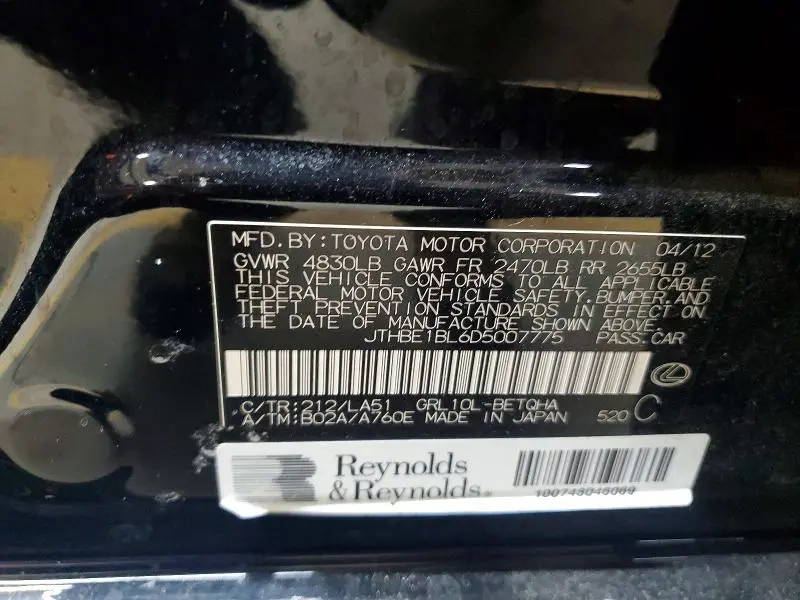 MFD. BY: TOYOTA MOTOR CORPORATION 04/12
GVWR 4830LB GAWR FR 2470LB RR 2655LB
THIS VEHICLE CONFORMS TO ALL APPLICABLE
FEDERAL MOTOR VEHICLE SAFETY, BUMPER, AND
THEFT PREVENTION STANDARDS IN EFFECT ON
THE DATE OF MANUFACTURE SHOWN ABOVE.
JTHBE1BL6D5007775 PASS.CAR
C/TR:212/LA51 GRL10L-BETQHA
A/TM:B02A/A760E MADE IN JAPAN 520 C
Reynolds
& Reynolds®
100743046069